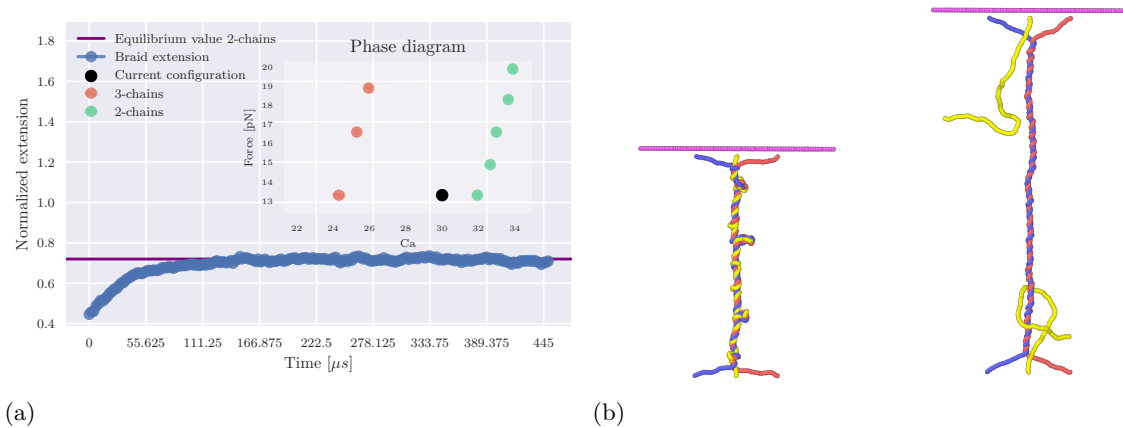 Equilibrium value 2-chains
Braid extension
Current configuration
3-chains
2-chains
Phase diagram
Force [pN]
20
19
18
17
16
15
14
13
22 24 26 28 30 32 34
Ca
Normalized extension
1.8
1.6
1.4
1.2
1.0
0.8
0.6
0.4
0 55.625 111.25 166.875 222.5 278.125 333.75 389.375 445
Time [μs]
(a)
(b)